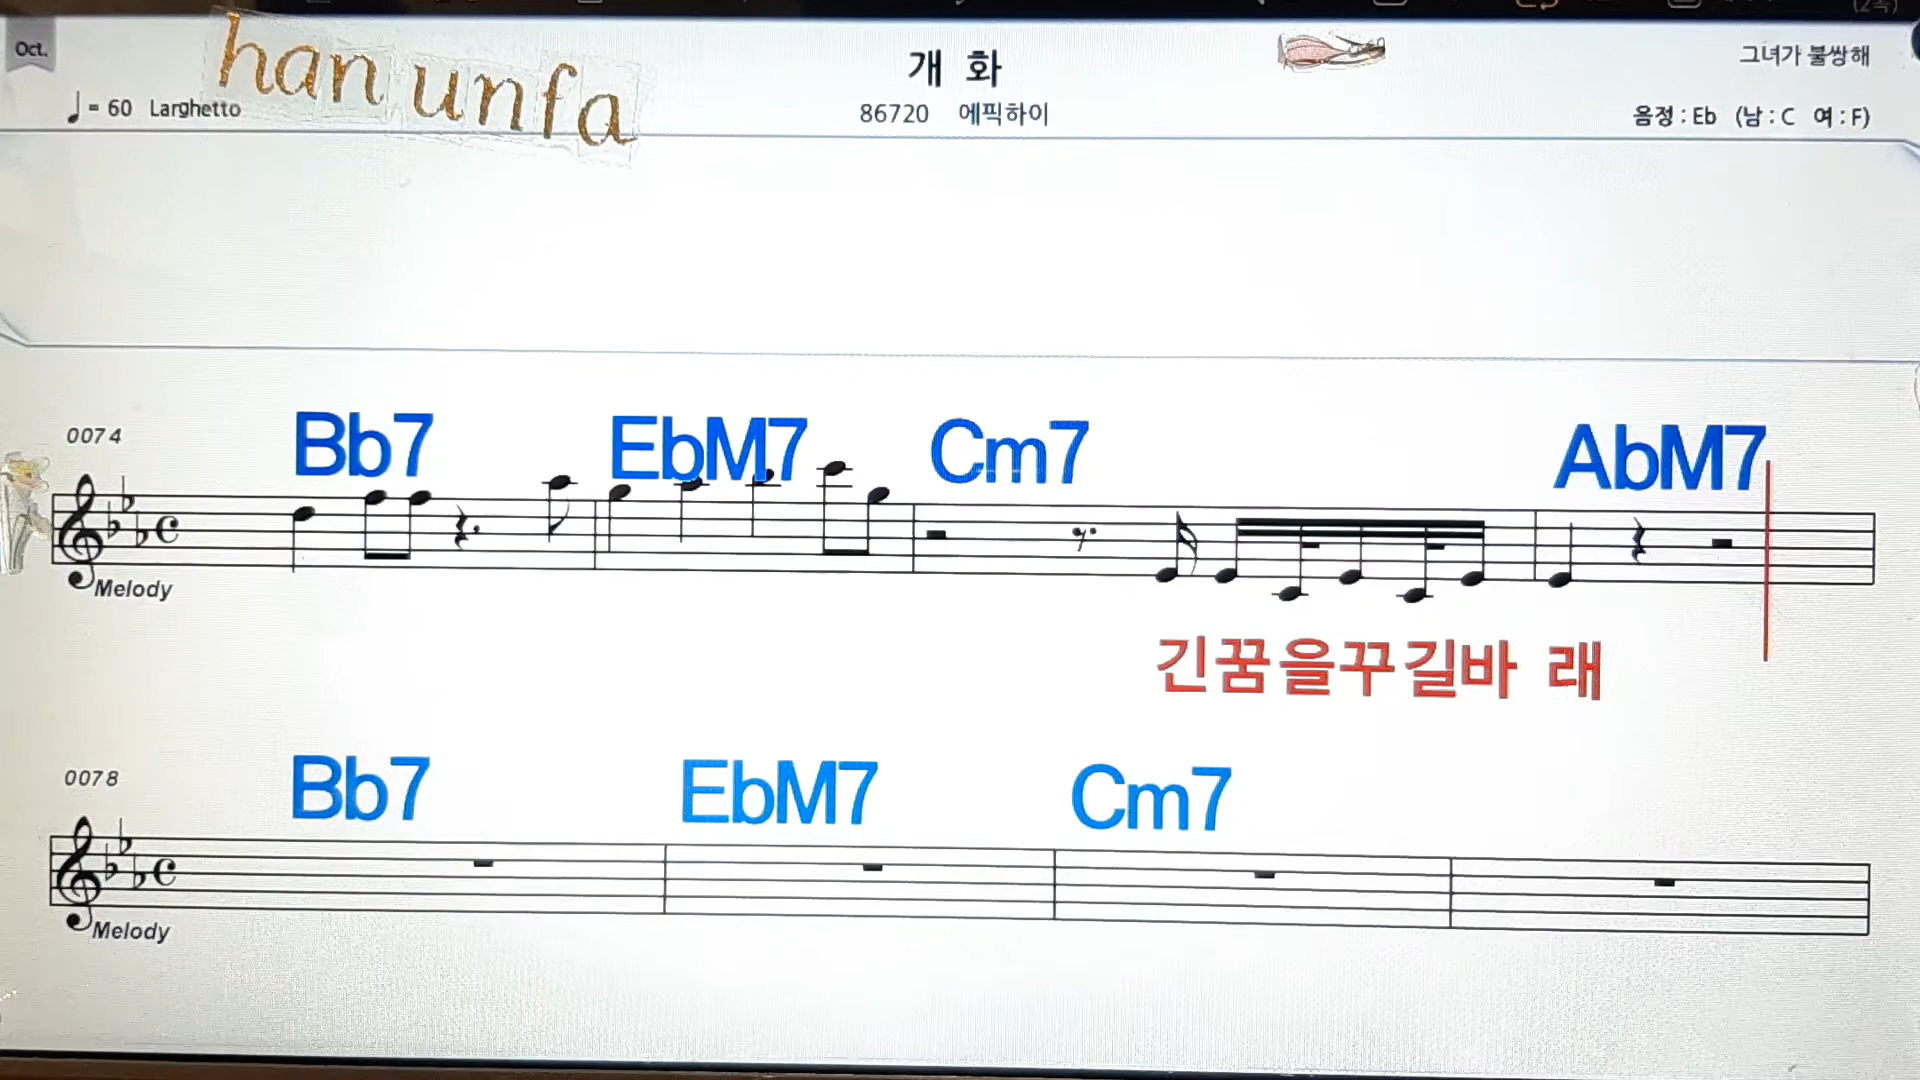 Oct.
han unfa
개 화
그녀가 불쌍해
♩ = 60 Larghetto
86720 에픽하이
음정 : Eb (남 : C 여 : F)
0074
Bb7 EbM7 Cm7 AbM7
Melody
긴꿈을꾸길바 래
0078
Bb7 EbM7 Cm7
Melody